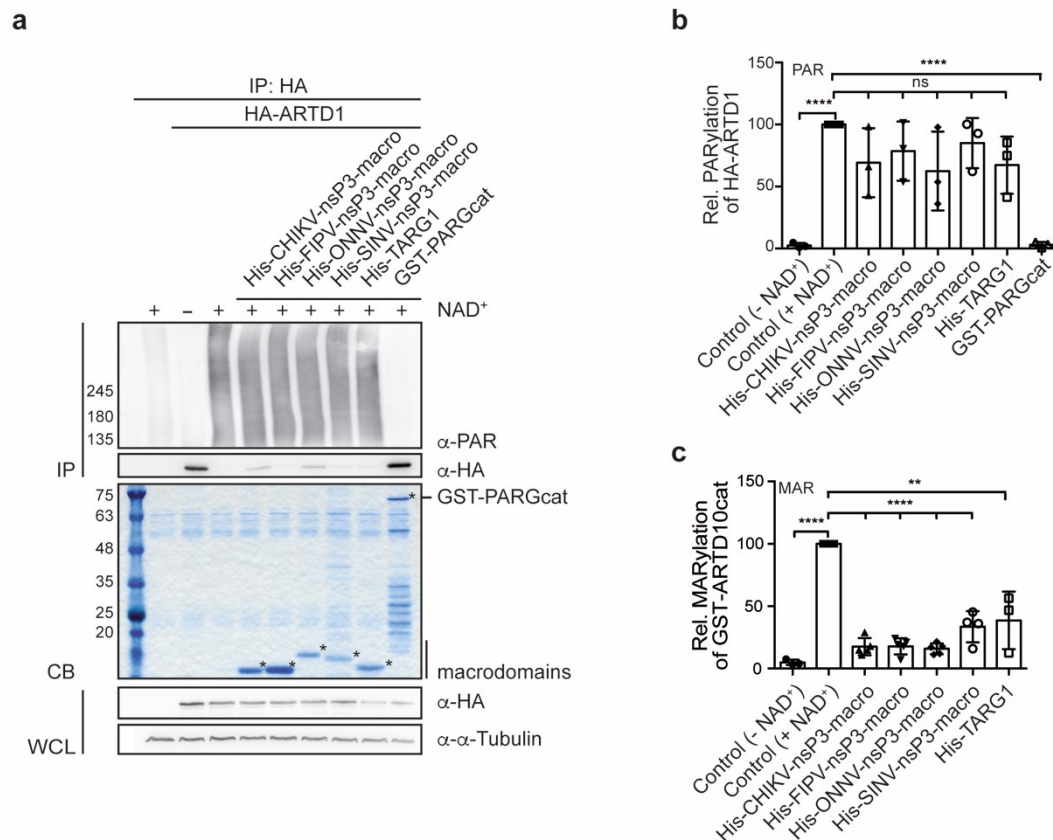 a
IP: HA
HA-ARTD1
His-CHIKV-nsP3-macro
His-FIPV-nsP3-macro
His-ONNV-nsP3-macro
His-SINV-nsP3-macro
His-TARG1
GST-PARGcat
+ – + + + + + + + NAD+
245
180
135
α-PAR
IP
α-HA
75
63
48
35
25
20
GST-PARGcat
*
*
*
*
*
*
CB
macrodomains
α-HA
WCL
α-α-Tubulin
b
PAR
****
ns
****
Rel. PARylation
of HA-ARTD1
100
50
0
Control (- NAD+)
Control (+ NAD+)
His-CHIKV-nsP3-macro
His-FIPV-nsP3-macro
His-ONNV-nsP3-macro
His-SINV-nsP3-macro
His-TARG1
GST-PARGcat
c
MAR
**
****
****
Rel. MARylation
of GST-ARTD10cat
100
50
0
Control (- NAD+)
Control (+ NAD+)
His-CHIKV-nsP3-macro
His-FIPV-nsP3-macro
His-ONNV-nsP3-macro
His-SINV-nsP3-macro
His-TARG1